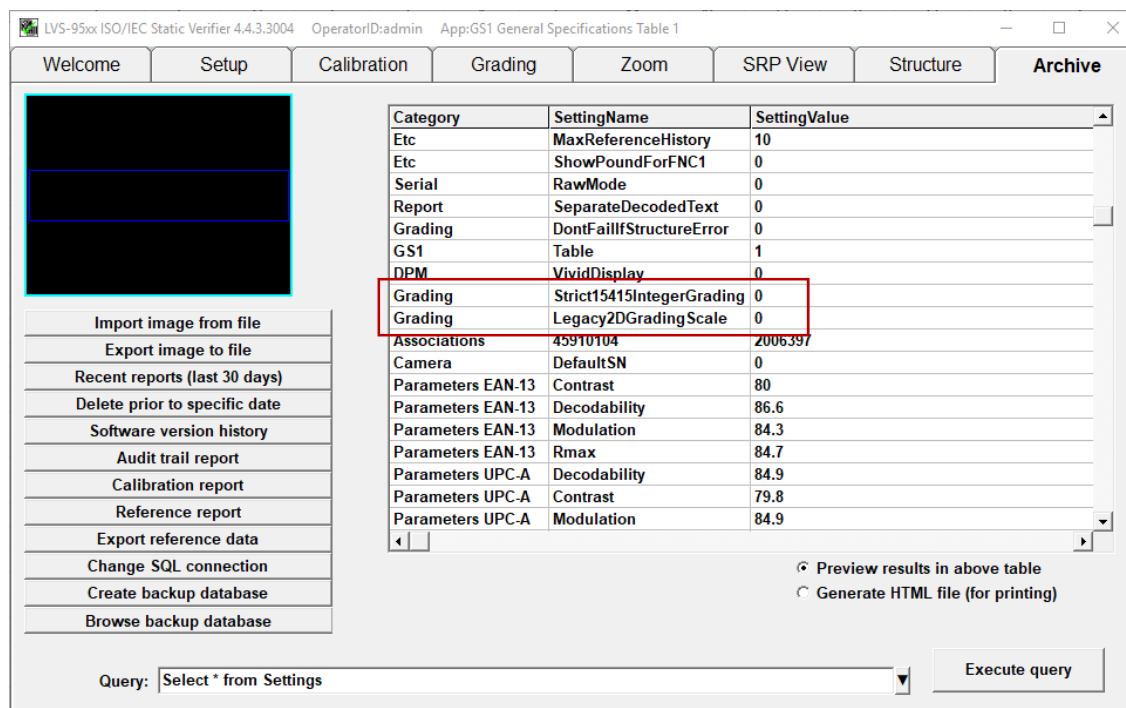 LVS-95xx ISO/IEC Static Verifier 4.4.3.3004 OperatorID:admin App:GS1 General Specifications Table 1
Welcome Setup Calibration Grading Zoom SRP View Structure Archive
Category SettingName SettingValue
Etc MaxReferenceHistory 10
Etc ShowPoundForFNC1 0
Serial RawMode 0
Report SeparateDecodedText 0
Grading DontFailIfStructureError 0
GS1 Table 1
DPM VividDisplay 0
Grading Strict15415IntegerGrading 0
Grading Legacy2DGradingScale 0
Associations 45910104 2006397
Camera DefaultSN 0
Parameters EAN-13 Contrast 80
Parameters EAN-13 Decodability 86.6
Parameters EAN-13 Modulation 84.3
Parameters EAN-13 Rmax 84.7
Parameters UPC-A Decodability 84.9
Parameters UPC-A Contrast 79.8
Parameters UPC-A Modulation 84.9
Import image from file
Export image to file
Recent reports (last 30 days)
Delete prior to specific date
Software version history
Audit trail report
Calibration report
Reference report
Export reference data
Change SQL connection
Create backup database
Browse backup database
Preview results in above table
Generate HTML file (for printing)
Query: Select * from Settings
Execute query